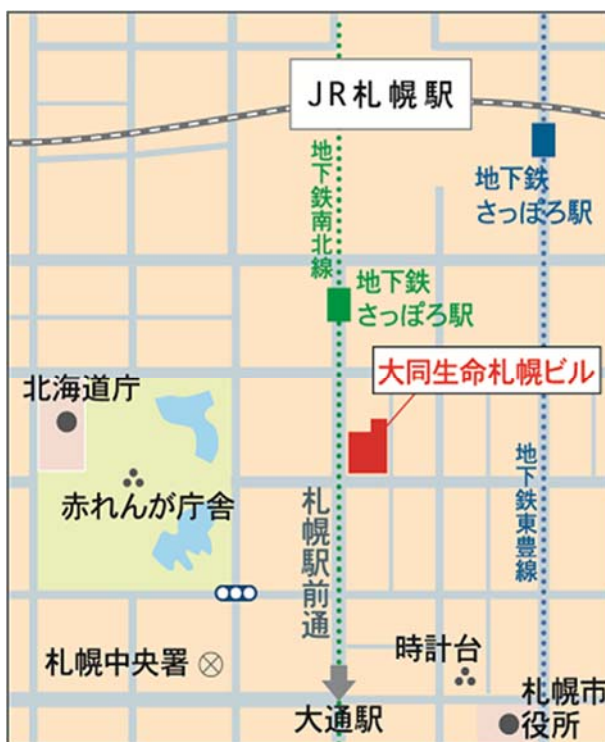 JR札幌駅
地下鉄南北線
地下鉄
さっぽろ駅
地下鉄
さっぽろ駅
大同生命札幌ビル
北海道庁
赤れんが庁舎
地下鉄東豊線
札幌駅前通
札幌中央署
時計台
大通駅
札幌市
役所